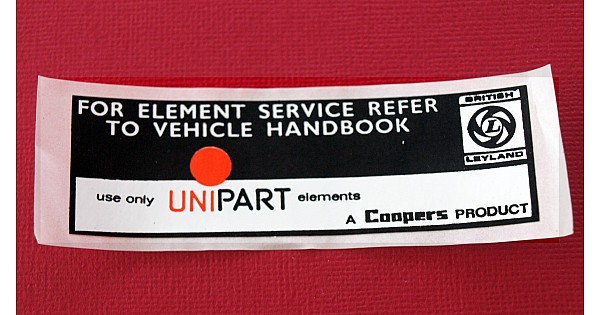 FOR ELEMENT SERVICE REFER
TO VEHICLE HANDBOOK
BRITISH
L
LEYLAND
use only UNIPART elements
A Coopers PRODUCT